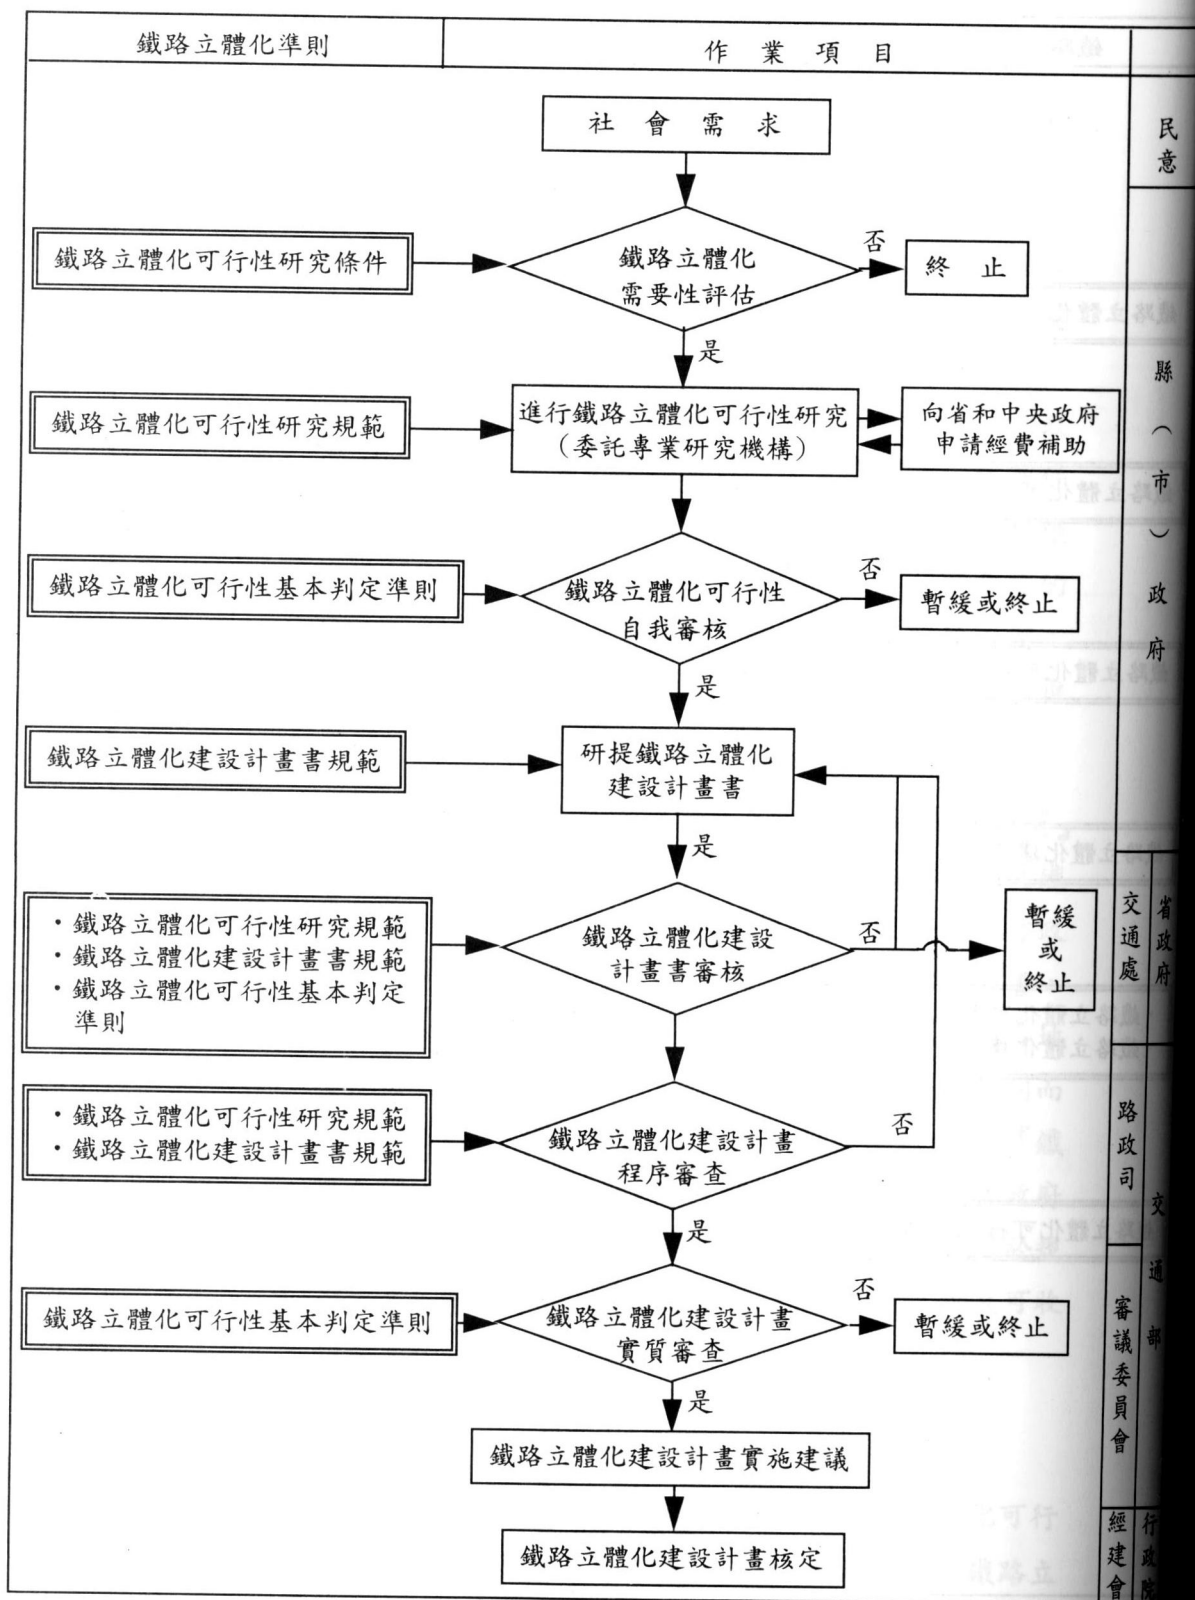 鐵路立體化準則
作業項目
社會需求
民意
鐵路立體化可行性研究條件
鐵路立體化
需要性評估
否
終止
是
鐵路立體化可行性研究規範
進行鐵路立體化可行性研究
（委託專業研究機構）
向省和中央政府
申請經費補助
縣（市）政府
鐵路立體化可行性基本判定準則
鐵路立體化可行性
自我審核
否
暫緩或終止
是
鐵路立體化建設計畫書規範
研提鐵路立體化
建設計畫書
是
・鐵路立體化可行性研究規範
・鐵路立體化建設計畫書規範
・鐵路立體化可行性基本判定
準則
鐵路立體化建設
計畫書審核
否
暫緩
或
終止
交通處
省政府
・鐵路立體化可行性研究規範
・鐵路立體化建設計畫書規範
鐵路立體化建設計畫
程序審查
否
是
路政司
交通部
鐵路立體化可行性基本判定準則
鐵路立體化建設計畫
實質審查
否
暫緩或終止
是
審議委員會
鐵路立體化建設計畫實施建議
鐵路立體化建設計畫核定
經建會
行政院